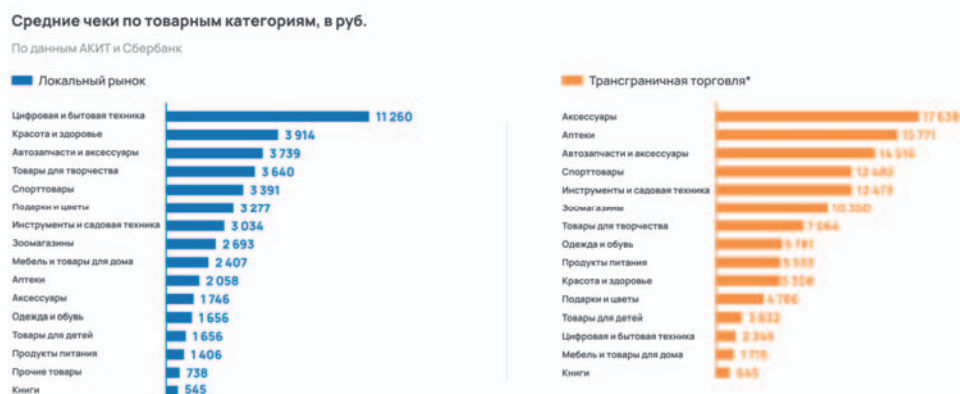 Средние чеки по товарным категориям, в руб.
По данным АКИТ и Сбербанк
Локальный рынок
Цифровая и бытовая техника 11 260
Красота и здоровье 3 914
Автозапчасти и аксессуары 3 739
Товары для творчества 3 640
Спорттовары 3 391
Подарки и цветы 3 277
Инструменты и садовая техника 3 034
Зоомагазины 2 693
Мебель и товары для дома 2 407
Аптеки 2 058
Аксессуары 1 746
Одежда и обувь 1 656
Товары для детей 1 656
Продукты питания 1 406
Прочие товары 738
Книги 545
Трансграничная торговля*
Аксессуары 17 638
Аптеки
Автозапчасти и аксессуары
Спорттовары
Инструменты и садовая техника
Зоомагазины
Товары для творчества
Одежда и обувь
Продукты питания
Красота и здоровье
Подарки и цветы
Товары для детей
Цифровая и бытовая техника
Мебель и товары для дома
Книги